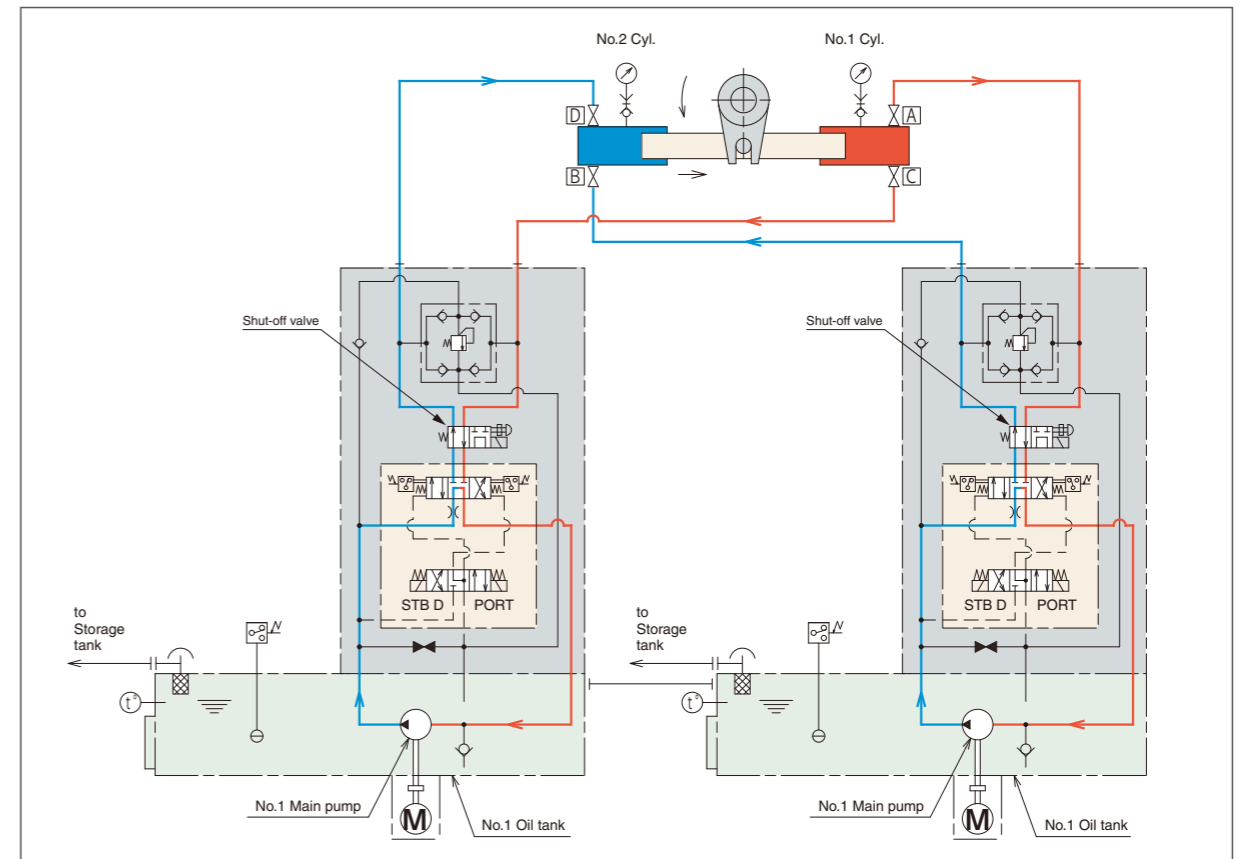 No.2 Cyl.
No.1 Cyl.
D
A
B
C
Shut-off valve
Shut-off valve
STB D
PORT
STB D
PORT
to
Storage
tank
to
Storage
tank
t°
t°
No.1 Main pump
M
No.1 Oil tank
No.1 Main pump
M
No.1 Oil tank